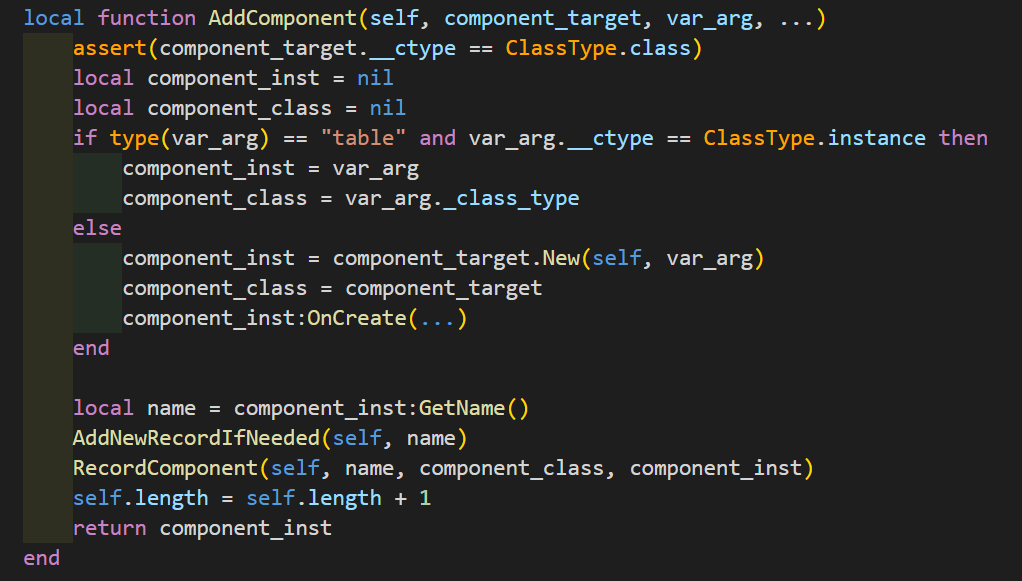 local function AddComponent(self, component_target, var_arg, ...)
    assert(component_target.__ctype == ClassType.class)
    local component_inst = nil
    local component_class = nil
    if type(var_arg) == "table" and var_arg.__ctype == ClassType.instance then
        component_inst = var_arg
        component_class = var_arg._class_type
    else
        component_inst = component_target.New(self, var_arg)
        component_class = component_target
        component_inst:OnCreate(...)
    end

    local name = component_inst:GetName()
    AddNewRecordIfNeeded(self, name)
    RecordComponent(self, name, component_class, component_inst)
    self.length = self.length + 1
    return component_inst
end